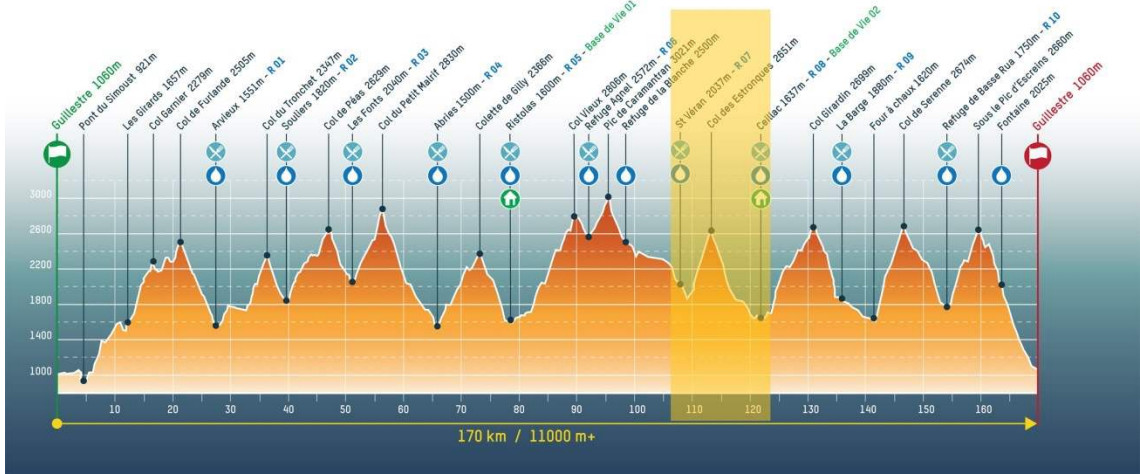 Guillestre 1060m
Pont du Simouet 921m
Les Girards 1657m
Col Garnier 2279m
Col de Furfande 2505m
Arvieux 1551m - R 01
Col du Tronchet 2347m
Souliers 1820m - R 02
Col de Péas 2629m
Les Fonts 2040m - R 03
Col du Petit Malrif 2830m
Abries 1500m - R 04
Colette de Gilly 2366m
Ristolas 1600m - R 05 - Base de Vie 01
Col Vieux 2806m
Refuge Agnel 2572m - R 06
Pic de Caramantran 3021m
Refuge de la Blanche 2500m
St Véran 2037m - R 07
Col des Estronques 2651m
Ceillac 1637m - R 08 - Base de Vie 02
Col Girardin 2699m
La Barge 1880m - R 09
Four à chaux 1620m
Col de Serenne 2674m
Refuge de Basse Rua 1750m - R 10
Sous le Pic d'Escreins 2660m
Fontaine 2025m
Guillestre 1060m
3000
2600
2200
1800
1400
1000
10 20 30 40 50 60 70 80 90 100 110 120 130 140 150 160
170 km / 11000 m+